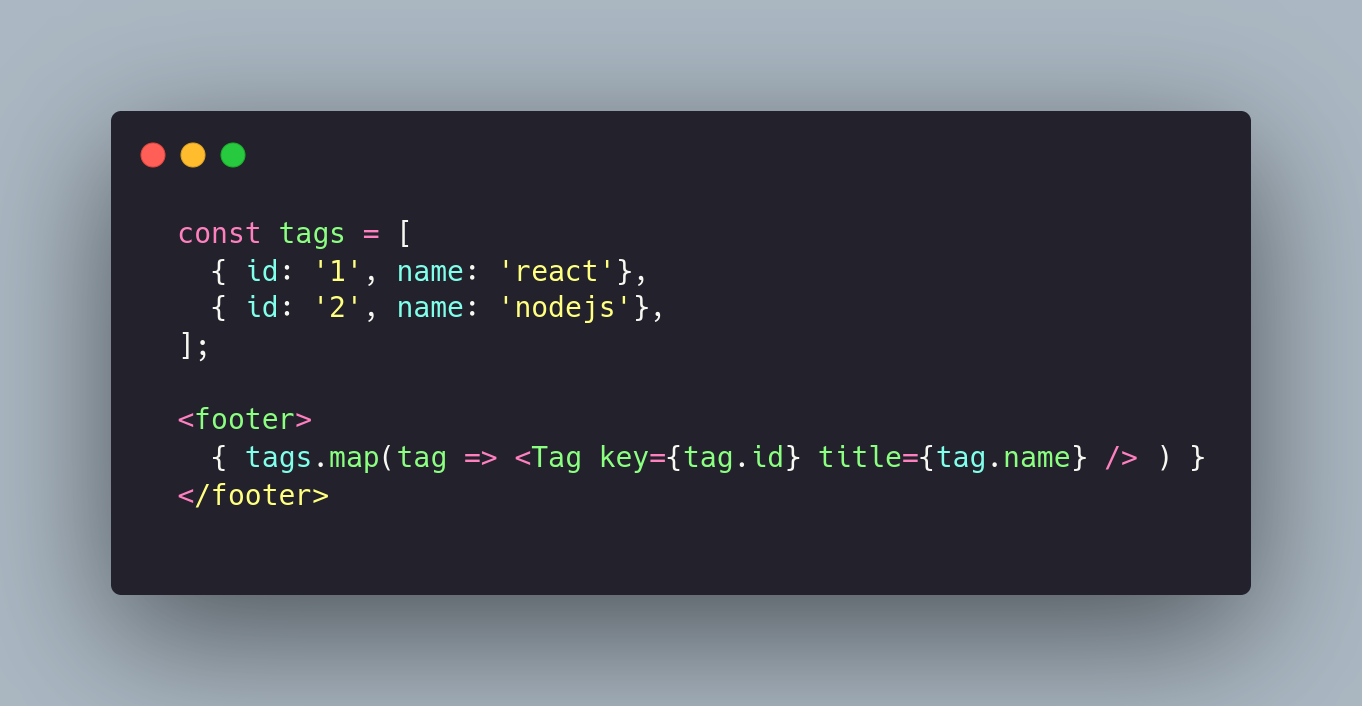 const tags = [
  { id: '1', name: 'react'},
  { id: '2', name: 'nodejs'},
];

<footer>
  { tags.map(tag => <Tag key={tag.id} title={tag.name} /> ) }
</footer>